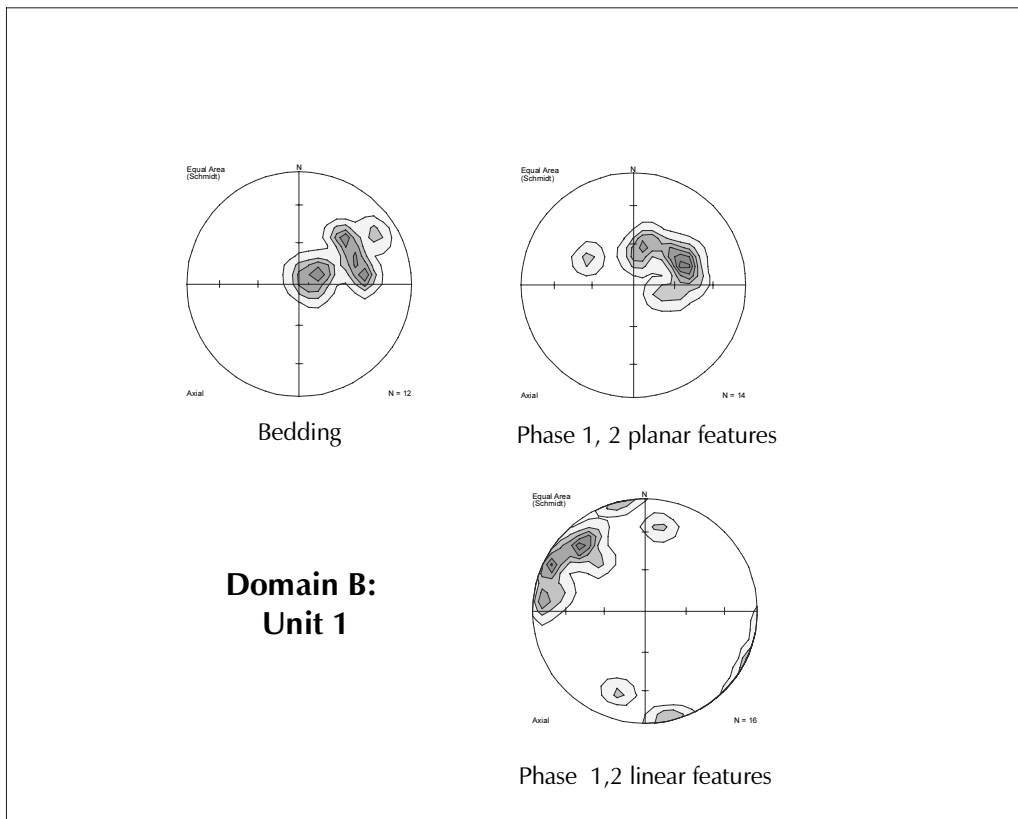 Equal Area
(Schmidt)
N
Axial
N = 12
Bedding
Equal Area
(Schmidt)
N
Axial
N = 14
Phase 1, 2 planar features
Domain B:
Unit 1
Equal Area
(Schmidt)
N
Axial
N = 16
Phase 1,2 linear features